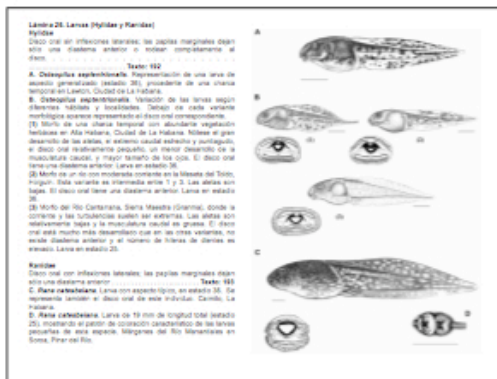 Lámina 26. Larvas (Hylidae y Ranidae)
Hylidae
Disco oral sin inflexiones laterales; las papilas marginales dejan
sólo una diastema anterior o rodean completamente al
disco. Texto: 102
A. Osteopilus septentrionalis. Representación de una larva de
aspecto generalizado (estadio 36), procedente de una charca
temporal en Lawton, Ciudad de La Habana.
B. Osteopilus septentrionalis. Variación de las larvas según
diferentes hábitats y localidades. Debajo de cada variante
morfológica aparece representado el disco oral correspondiente.
(1) Morfo de una charca temporal con abundante vegetación
herbácea en Alta Habana, Ciudad de La Habana. Nótese el gran
desarrollo de las aletas, el extremo caudal estrecho y puntiagudo,
el disco oral relativamente pequeño, un menor desarrollo de la
musculatura caudal, y mayor tamaño de los ojos. El disco oral
tiene una diastema anterior. Larva en estadio 36.
(2) Morfo de un río con moderada corriente en la Meseta del Toldo,
Holguín. Esta variante es intermedia entre 1 y 3. Las aletas son
bajas. El disco oral tiene una diastema anterior. Larva en estadio
36.
(3) Morfo del Río Cantarrana, Sierra Maestra (Granma), donde la
corriente y las turbulencias suelen ser extremas. Las aletas son
relativamente bajas y la musculatura caudal es gruesa. El disco
oral está mucho más desarrollado que en las otras variantes, no
existe diastema anterior y el número de hileras de dientes es
elevado. Larva en estadio 25.
Ranidae
Disco oral con inflexiones laterales; las papilas marginales dejan
sólo una diastema anterior Texto: 103
C. Rana catesbeiana. Larva con aspecto típico, en estadio 36. Se
representa también el disco oral de este individuo. Habana.
D. Rana catesbeiana. Larva de 19 mm de longitud total (estadio
25), mostrando el patrón de coloración característico de las larvas
pequeñas de esta especie. Márgenes del Río Manantiales en
Soroa, Pinar del Río.
A
B
C
D